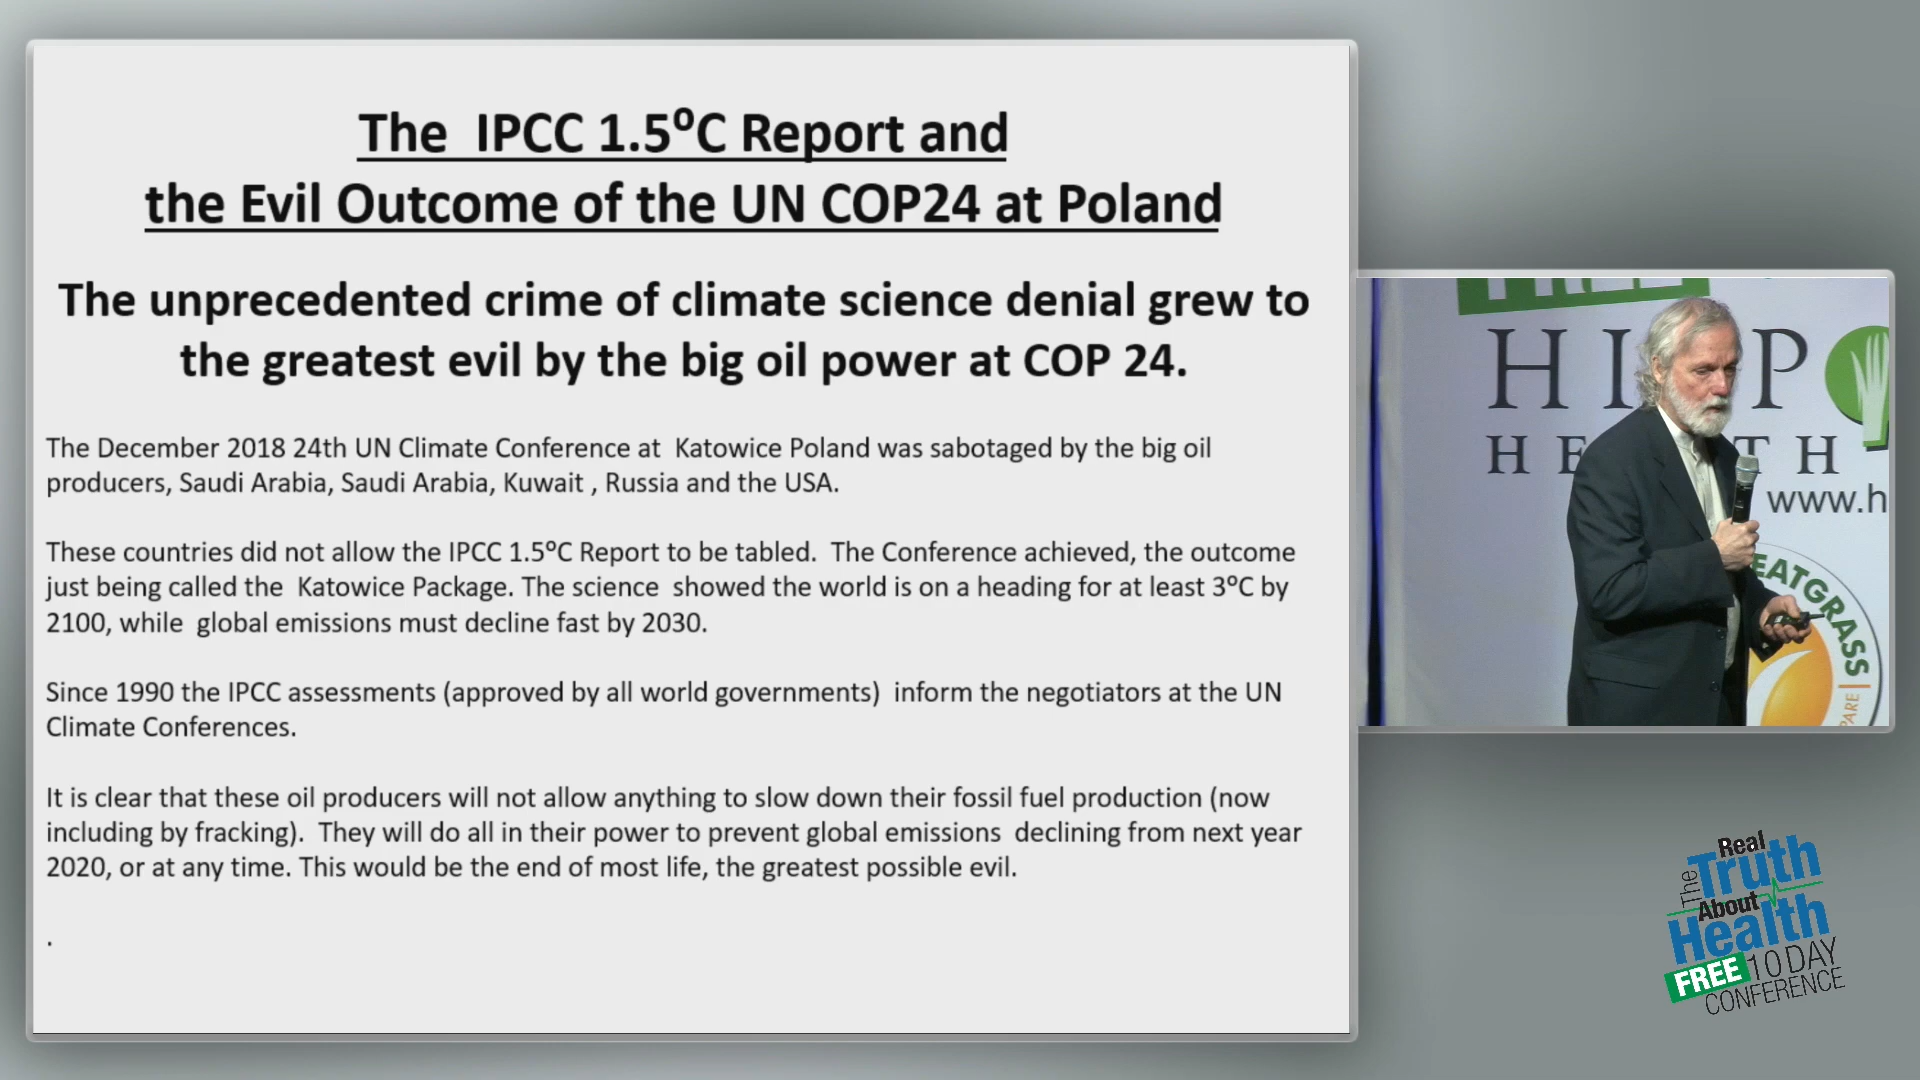 The IPCC 1.5ºC Report and
the Evil Outcome of the UN COP24 at Poland
The unprecedented crime of climate science denial grew to
the greatest evil by the big oil power at COP 24.
The December 2018 24th UN Climate Conference at Katowice Poland was sabotaged by the big oil
producers, Saudi Arabia, Saudi Arabia, Kuwait , Russia and the USA.
These countries did not allow the IPCC 1.5ºC Report to be tabled. The Conference achieved, the outcome
just being called the Katowice Package. The science showed the world is on a heading for at least 3ºC by
2100, while global emissions must decline fast by 2030.
Since 1990 the IPCC assessments (approved by all world governments) inform the negotiators at the UN
Climate Conferences.
It is clear that these oil producers will not allow anything to slow down their fossil fuel production (now
including by fracking). They will do all in their power to prevent global emissions declining from next year
2020, or at any time. This would be the end of most life, the greatest possible evil.
.
HI P
HE TH
www.h
EATGRASS
PARE
The Real
Truth
About
Health
FREE 10 DAY
CONFERENCE